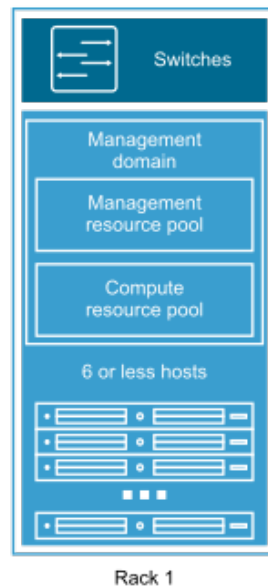 Switches
Management
domain
Management
resource pool
Compute
resource pool
6 or less hosts
Rack 1